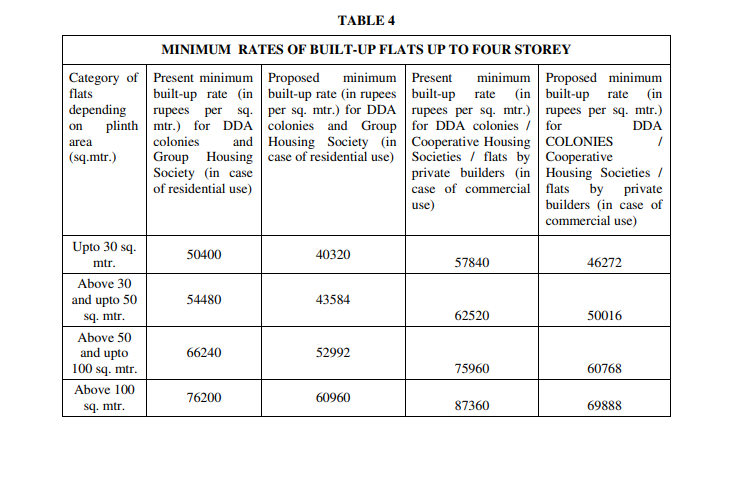 TABLE 4
MINIMUM RATES OF BUILT-UP FLATS UP TO FOUR STOREY
Category of
flats
depending
on plinth
area
(sq.mtr.)
Present minimum
built-up rate (in
rupees per sq.
mtr.) for DDA
colonies and
Group Housing
Society (in case
of residential use)
Proposed minimum
built-up rate (in rupees
per sq. mtr.) for DDA
colonies and Group
Housing Society (in
case of residential use)
Present minimum
built-up rate (in
rupees per sq. mtr.)
for DDA colonies /
Cooperative Housing
Societies / flats by
private builders (in
case of commercial
use)
Proposed minimum
built-up rate (in
rupees per sq. mtr.)
for DDA
COLONIES /
Cooperative
Housing Societies /
flats by private
builders (in case of
commercial use)
Upto 30 sq.
mtr.
50400
40320
57840
46272
Above 30
and upto 50
sq. mtr.
54480
43584
62520
50016
Above 50
and upto
100 sq. mtr.
66240
52992
75960
60768
Above 100
sq. mtr.
76200
60960
87360
69888